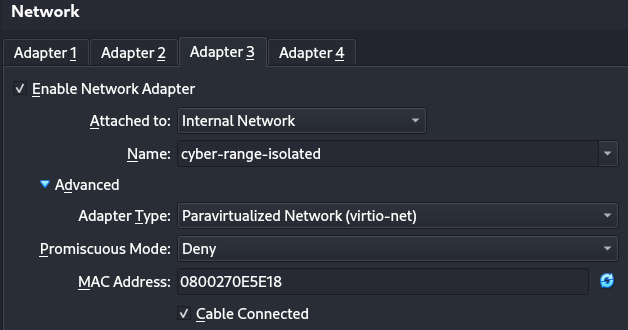 Network
Adapter 1 Adapter 2 Adapter 3 Adapter 4
Enable Network Adapter
Attached to: Internal Network
Name: cyber-range-isolated
Advanced
Adapter Type: Paravirtualized Network (virtio-net)
Promiscuous Mode: Deny
MAC Address: 0800270E5E18
Cable Connected